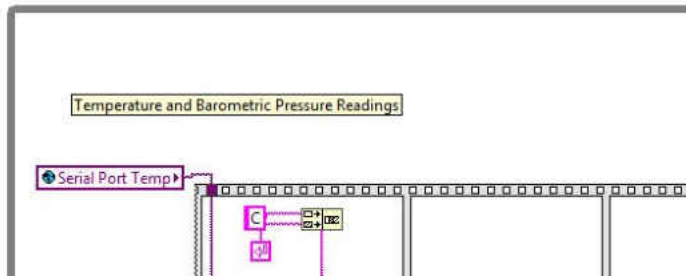 Temperature and Barometric Pressure Readings
Serial Port Temp
C